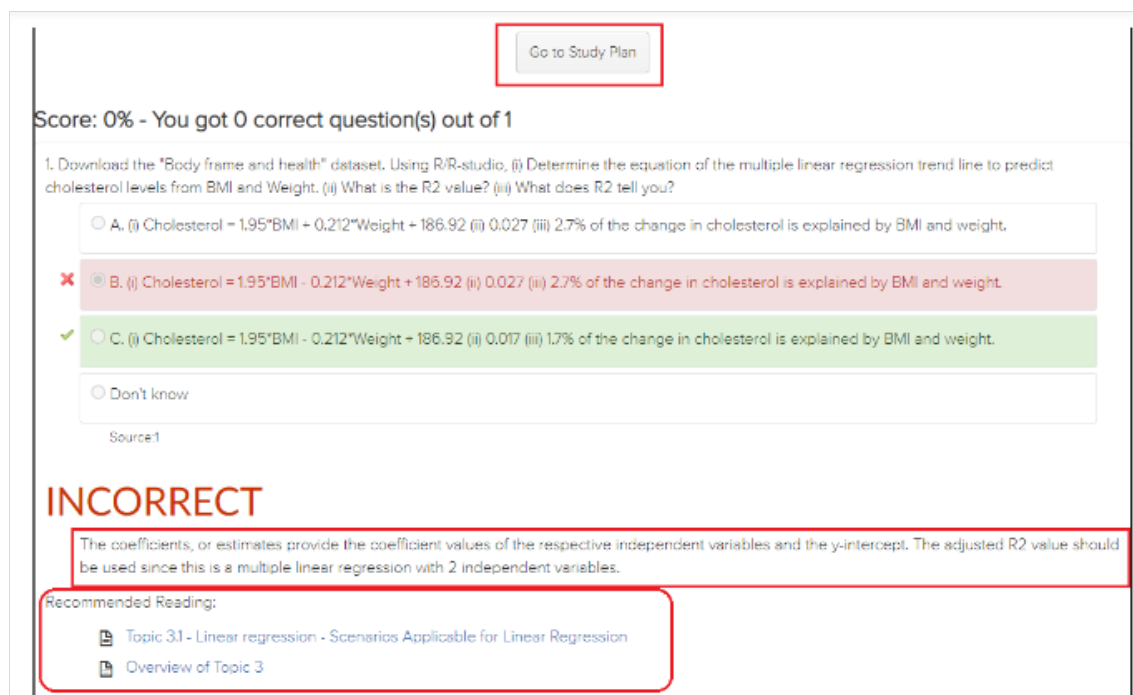 Go to Study Plan
Score: 0% - You got 0 correct question(s) out of 1
1. Download the "Body frame and health" dataset. Using R/R-studio, (i) Determine the equation of the multiple linear regression trend line to predict
cholesterol levels from BMI and Weight. (ii) What is the R2 value? (iii) What does R2 tell you?
A. (i) Cholesterol = 1.95*BMI + 0.212*Weight + 186.92 (ii) 0.027 (iii) 2.7% of the change in cholesterol is explained by BMI and weight.
B. (i) Cholesterol = 1.95*BMI - 0.212*Weight + 186.92 (ii) 0.027 (iii) 2.7% of the change in cholesterol is explained by BMI and weight.
C. (i) Cholesterol = 1.95*BMI - 0.212*Weight + 186.92 (ii) 0.017 (iii) 1.7% of the change in cholesterol is explained by BMI and weight.
Don't know
Source:1
INCORRECT
The coefficients, or estimates provide the coefficient values of the respective independent variables and the y-intercept. The adjusted R2 value should
be used since this is a multiple linear regression with 2 independent variables.
Recommended Reading:
Topic 3.1 - Linear regression - Scenarios Applicable for Linear Regression
Overview of Topic 3